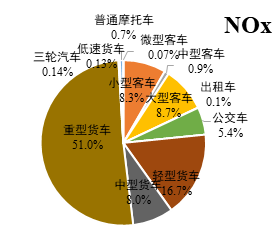 NOx
普通摩托车
0.7%
低速货车
0.13%
三轮汽车
0.14%
微型客车
0.07%
中型客车
0.9%
小型客车
8.3%
大型客车
8.7%
出租车
0.1%
公交车
5.4%
重型货车
51.0%
轻型货车
16.7%
中型货车
8.0%